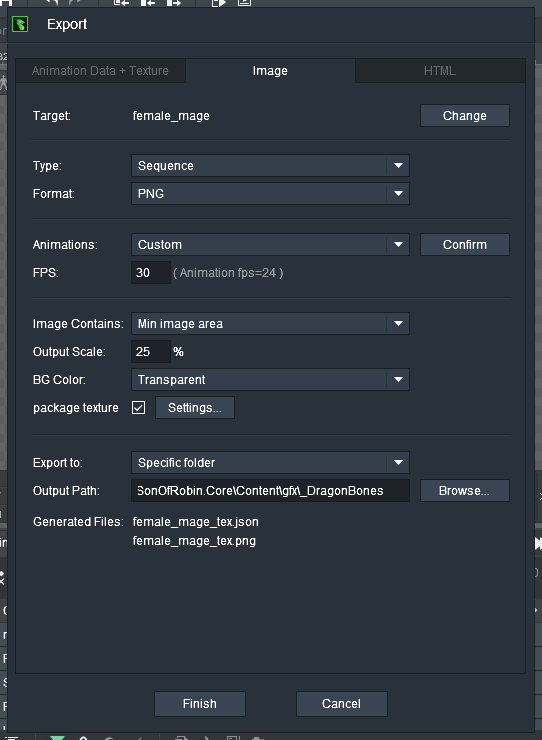 Export
Animation Data + Texture Image HTML
Target: female_mage Change
Type: Sequence
Format: PNG
Animations: Custom Confirm
FPS: 30 ( Animation fps=24 )
Image Contains: Min image area
Output Scale: 25 %
BG Color: Transparent
package texture Settings...
Export to: Specific folder
Output Path: SonOfRobin.Core\Content\gfx\_DragonBones Browse...
Generated Files: female_mage_tex.json
female_mage_tex.png
Finish Cancel